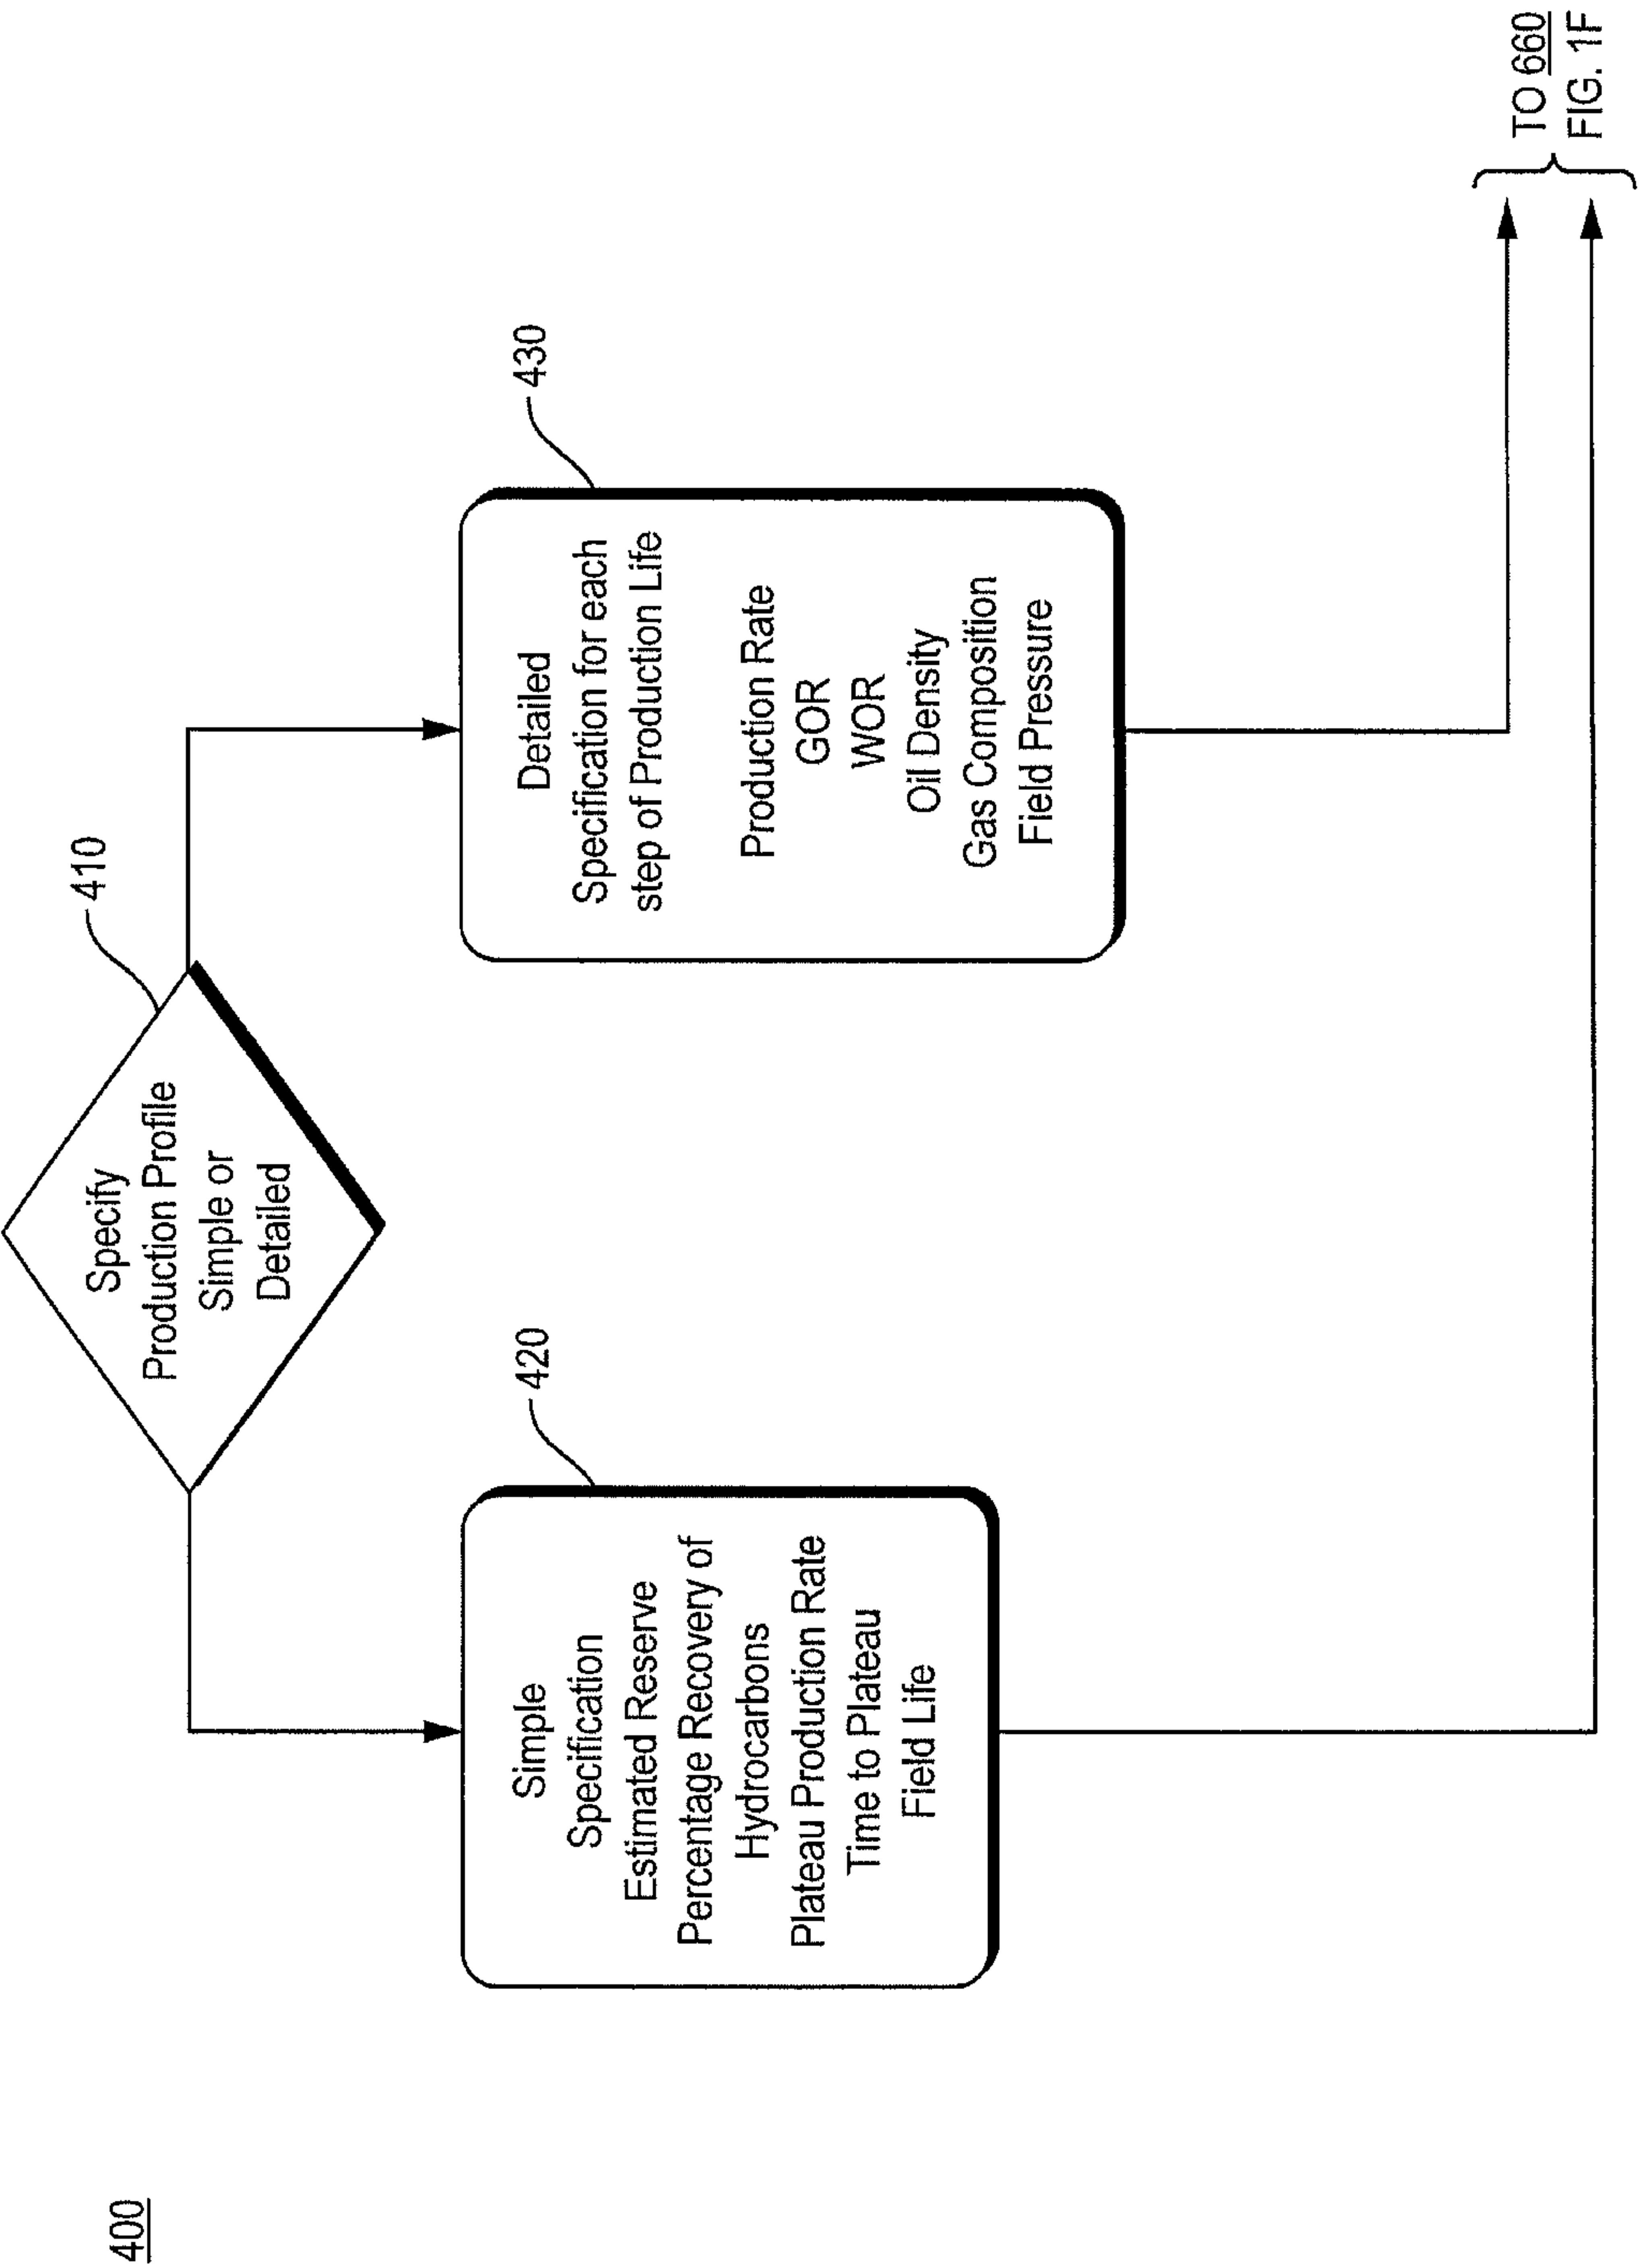 400
410
Specify
Production Profile
Simple or
Detailed
420
Simple
Specification
Estimated Reserve
Percentage Recovery of
Hydrocarbons
Plateau Production Rate
Time to Plateau
Field Life
430
Detailed
Specification for each
step of Production Life
Production Rate
GOR
WOR
Oil Density
Gas Composition
Field Pressure
TO 660
FIG. 1F